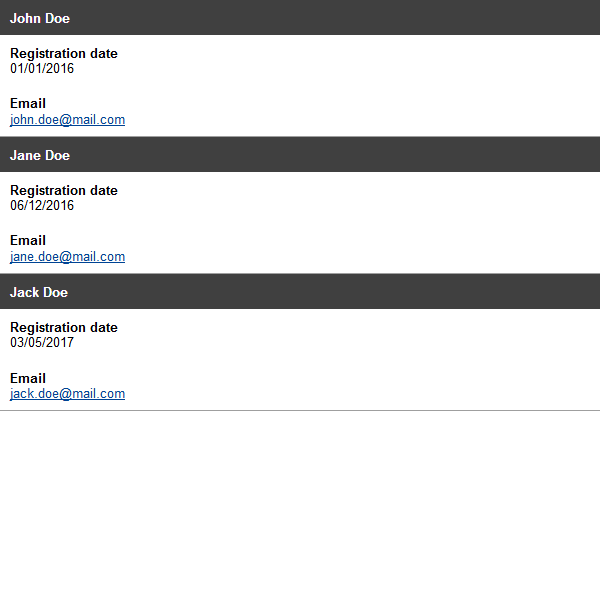 John Doe
Registration date
01/01/2016
Email
john.doe@mail.com
Jane Doe
Registration date
06/12/2016
Email
jane.doe@mail.com
Jack Doe
Registration date
03/05/2017
Email
jack.doe@mail.com